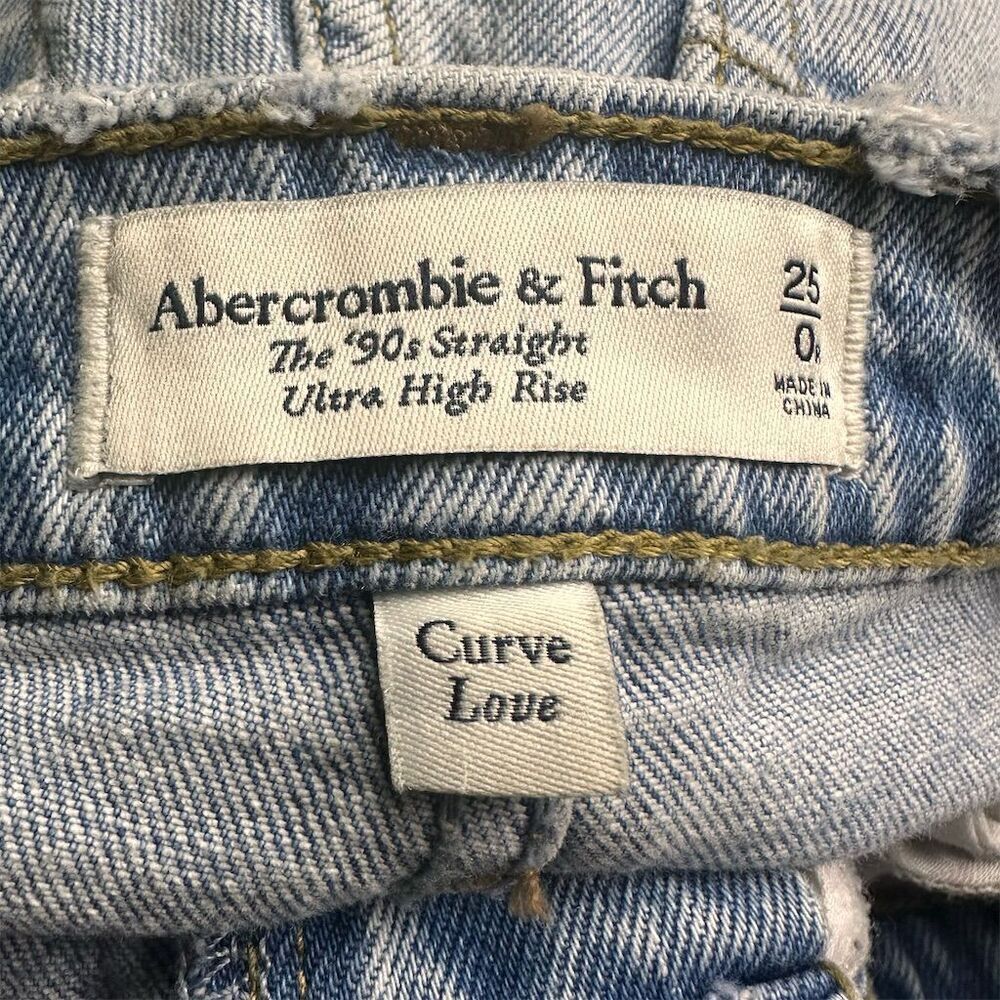 Abercrombie & Fitch
The '90s Straight
Ultra High Rise
25
0R
MADE IN
CHINA
Curve
Love